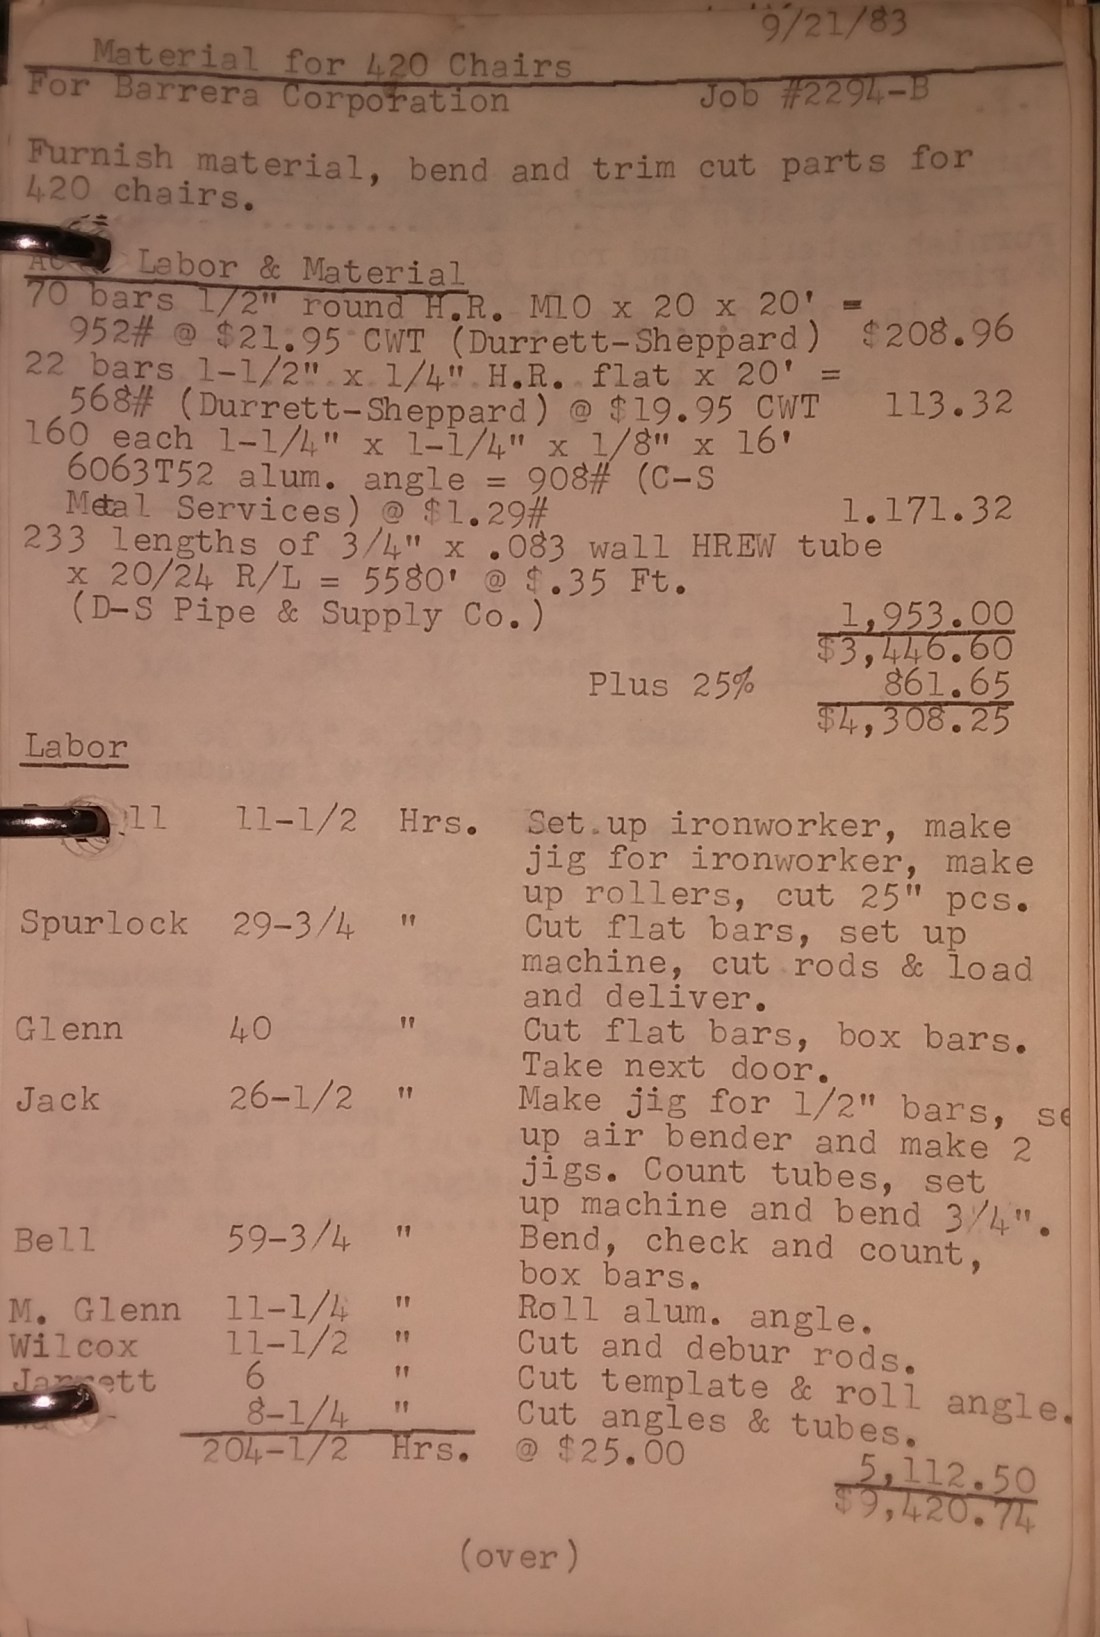 9/21/83
Material for 420 Chairs
For Barrera Corporation Job #2294-B
Furnish material, bend and trim cut parts for
420 chairs.
Labor & Material
70 bars 1/2" round H.R. M10 x 20 x 20' =
952# @ $21.95 CWT (Durrett-Sheppard) $208.96
22 bars 1-1/2" x 1/4" H.R. flat x 20' =
568# (Durrett-Sheppard) @ $19.95 CWT 113.32
160 each 1-1/4" x 1-1/4" x 1/8" x 16'
6063T52 alum. angle = 908# (C-S
Metal Services) @ $1.29# 1.171.32
233 lengths of 3/4" x .083 wall HREW tube
x 20/24 R/L = 5580' @ $.35 Ft.
(D-S Pipe & Supply Co.) 1,953.00
$3,446.60
Plus 25% 861.65
$4,308.25
Labor
11-1/2 Hrs. Set up ironworker, make
jig for ironworker, make
up rollers, cut 25" pcs.
Spurlock 29-3/4 " Cut flat bars, set up
machine, cut rods & load
and deliver.
Glenn 40 " Cut flat bars, box bars.
Take next door.
Jack 26-1/2 " Make jig for 1/2" bars, se
up air bender and make 2
jigs. Count tubes, set
up machine and bend 3/4".
Bell 59-3/4 " Bend, check and count,
box bars.
M. Glenn 11-1/4 " Roll alum. angle.
Wilcox 11-1/2 " Cut and debur rods.
Jarrett 6 " Cut template & roll angle.
8-1/4 " Cut angles & tubes.
204-1/2 Hrs. @ $25.00
5,112.50
$9,420.74
(over)